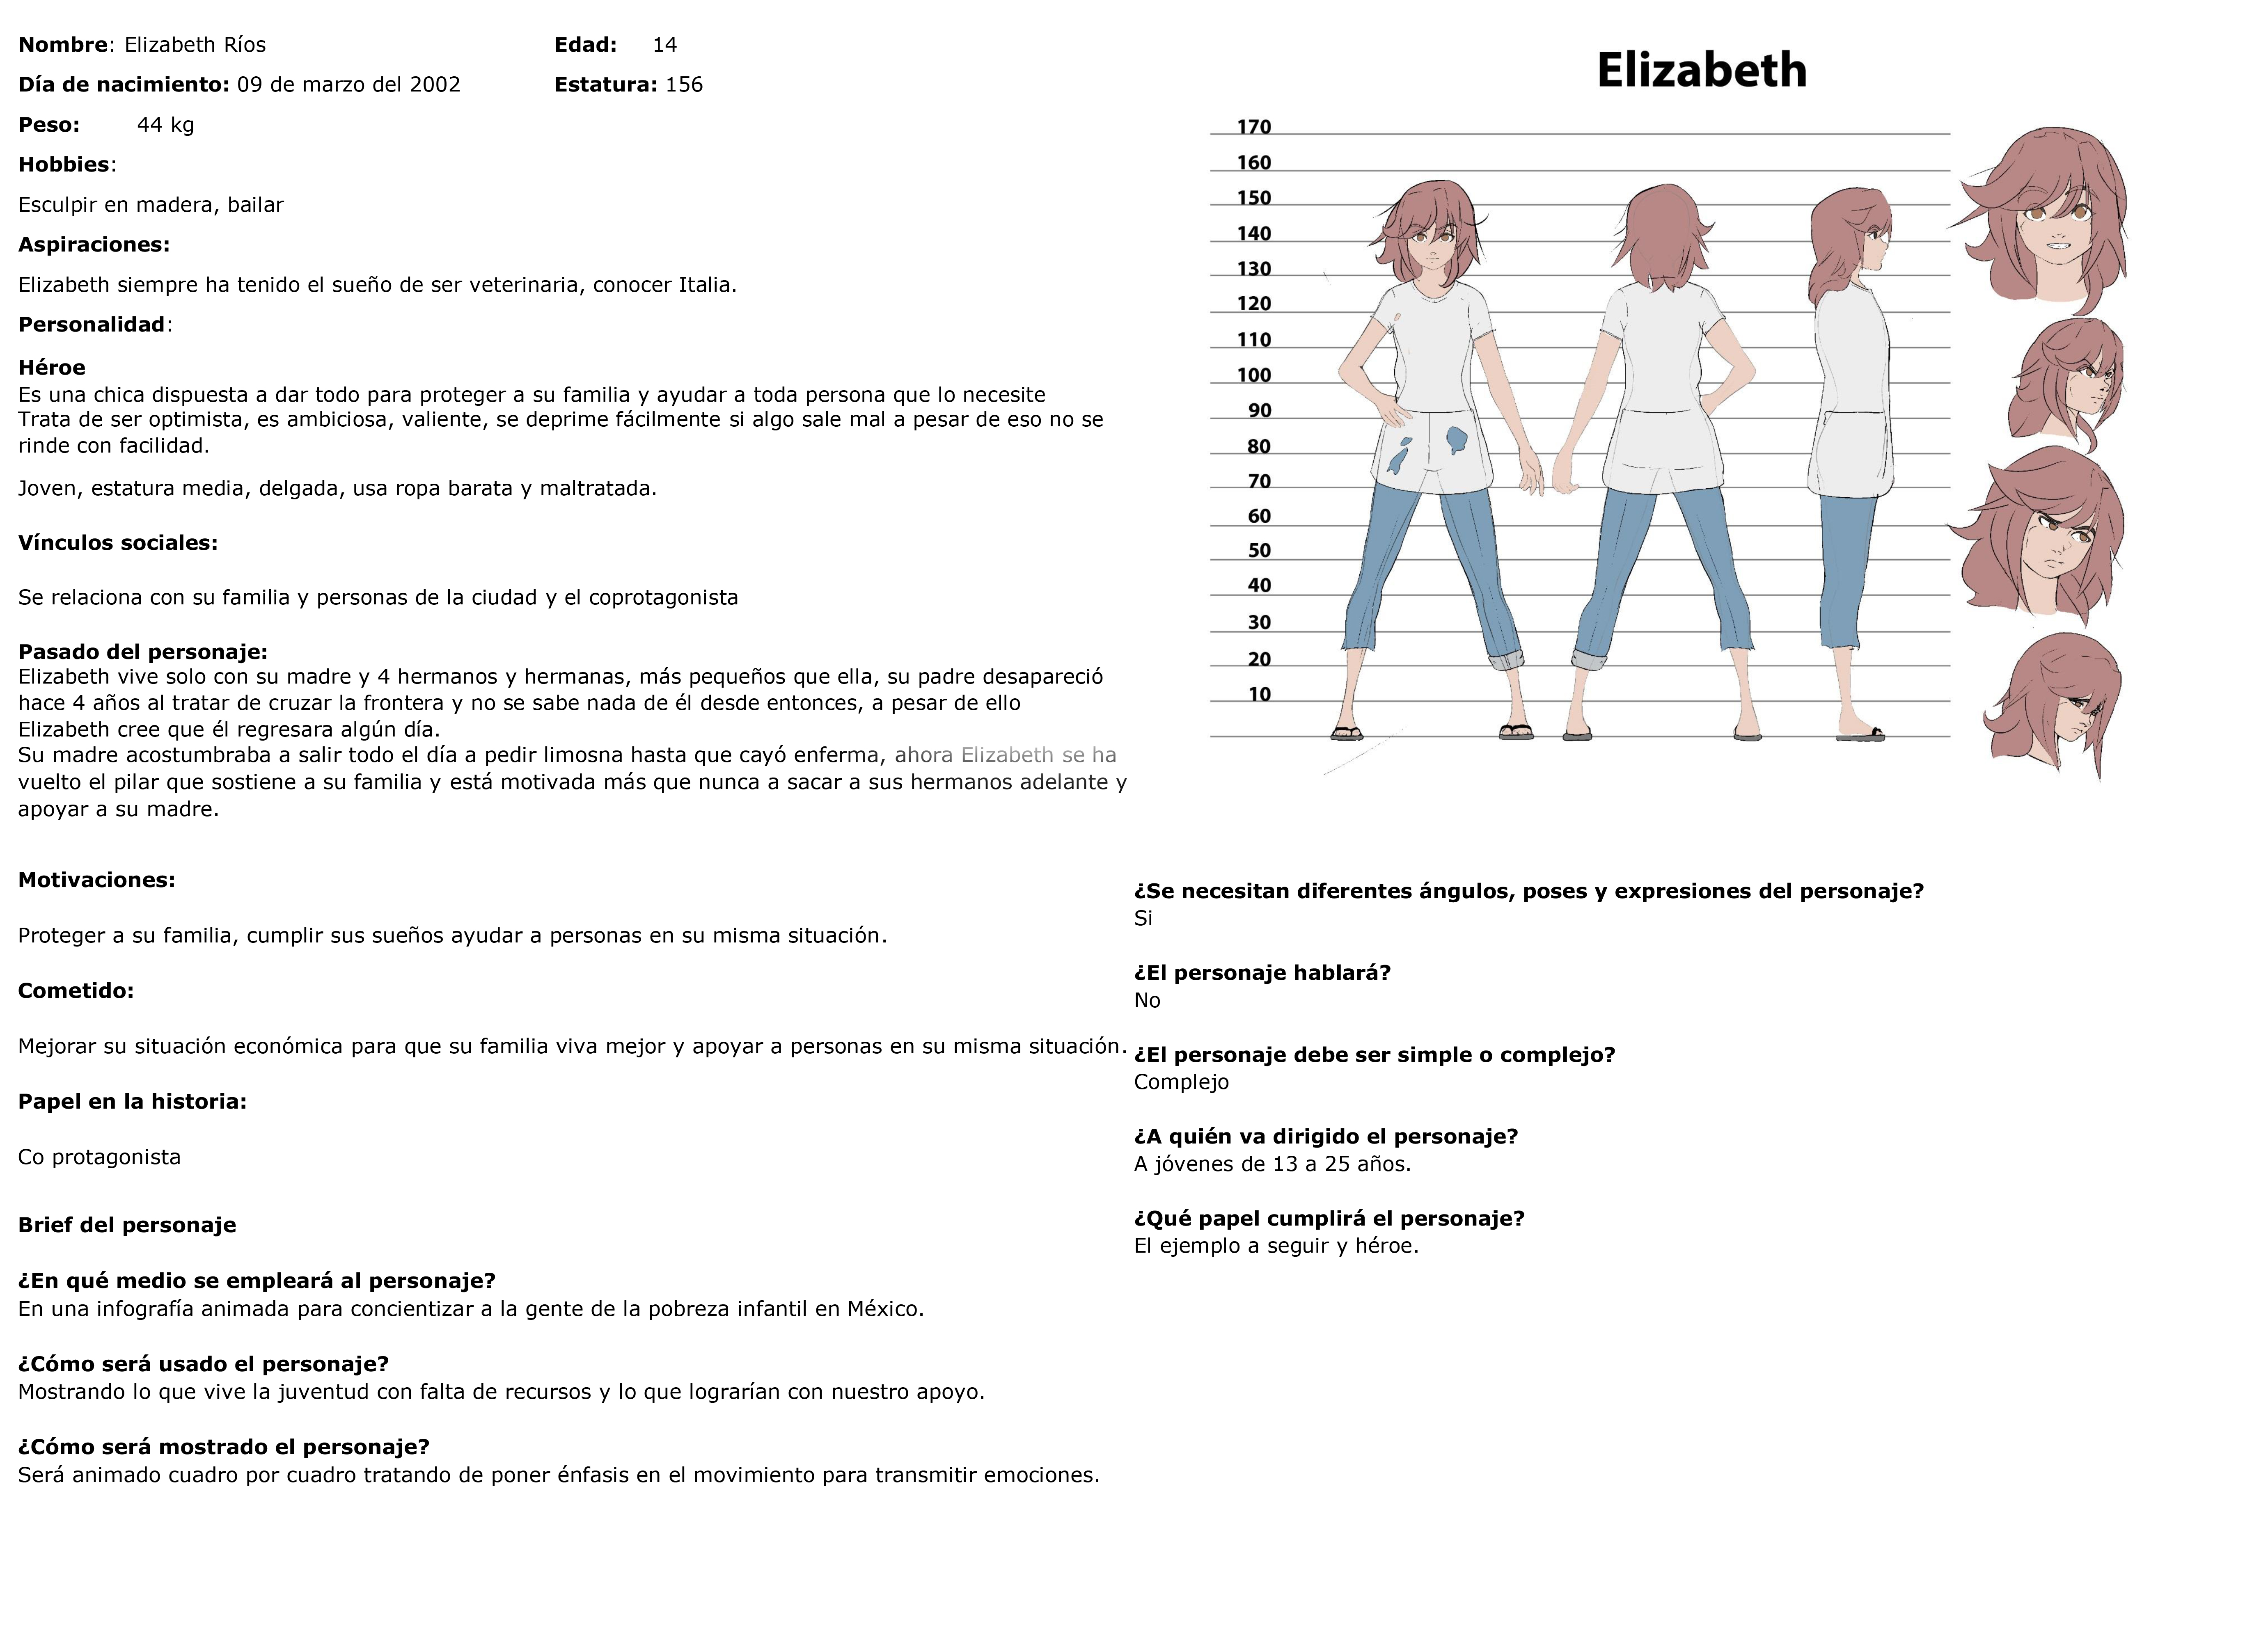 Nombre: Elizabeth Ríos
Edad: 14
Día de nacimiento: 09 de marzo del 2002
Estatura: 156
Peso: 44 kg
Hobbies:
Esculpir en madera, bailar
Aspiraciones:
Elizabeth siempre ha tenido el sueño de ser veterinaria, conocer Italia.
Personalidad:
Héroe
Es una chica dispuesta a dar todo para proteger a su familia y ayudar a toda persona que lo necesite
Trata de ser optimista, es ambiciosa, valiente, se deprime fácilmente si algo sale mal a pesar de eso no se
rinde con facilidad.
Joven, estatura media, delgada, usa ropa barata y maltratada.
Vínculos sociales:
Se relaciona con su familia y personas de la ciudad y el coprotagonista
Pasado del personaje:
Elizabeth vive solo con su madre y 4 hermanos y hermanas, más pequeños que ella, su padre desapareció
hace 4 años al tratar de cruzar la frontera y no se sabe nada de él desde entonces, a pesar de ello
Elizabeth cree que él regresara algún día.
Su madre acostumbraba a salir todo el día a pedir limosna hasta que cayó enferma, ahora Elizabeth se ha
vuelto el pilar que sostiene a su familia y está motivada más que nunca a sacar a sus hermanos adelante y
apoyar a su madre.
Motivaciones:
Proteger a su familia, cumplir sus sueños ayudar a personas en su misma situación.
Cometido:
Mejorar su situación económica para que su familia viva mejor y apoyar a personas en su misma situación.
Papel en la historia:
Co protagonista
Brief del personaje
¿En qué medio se empleará al personaje?
En una infografía animada para concientizar a la gente de la pobreza infantil en México.
¿Cómo será usado el personaje?
Mostrando lo que vive la juventud con falta de recursos y lo que lograrían con nuestro apoyo.
¿Cómo será mostrado el personaje?
Será animado cuadro por cuadro tratando de poner énfasis en el movimiento para transmitir emociones.
Elizabeth
170
160
150
140
130
120
110
100
90
80
70
60
50
40
30
20
10
¿Se necesitan diferentes ángulos, poses y expresiones del personaje?
Si
¿El personaje hablará?
No
¿El personaje debe ser simple o complejo?
Complejo
¿A quién va dirigido el personaje?
A jóvenes de 13 a 25 años.
¿Qué papel cumplirá el personaje?
El ejemplo a seguir y héroe.